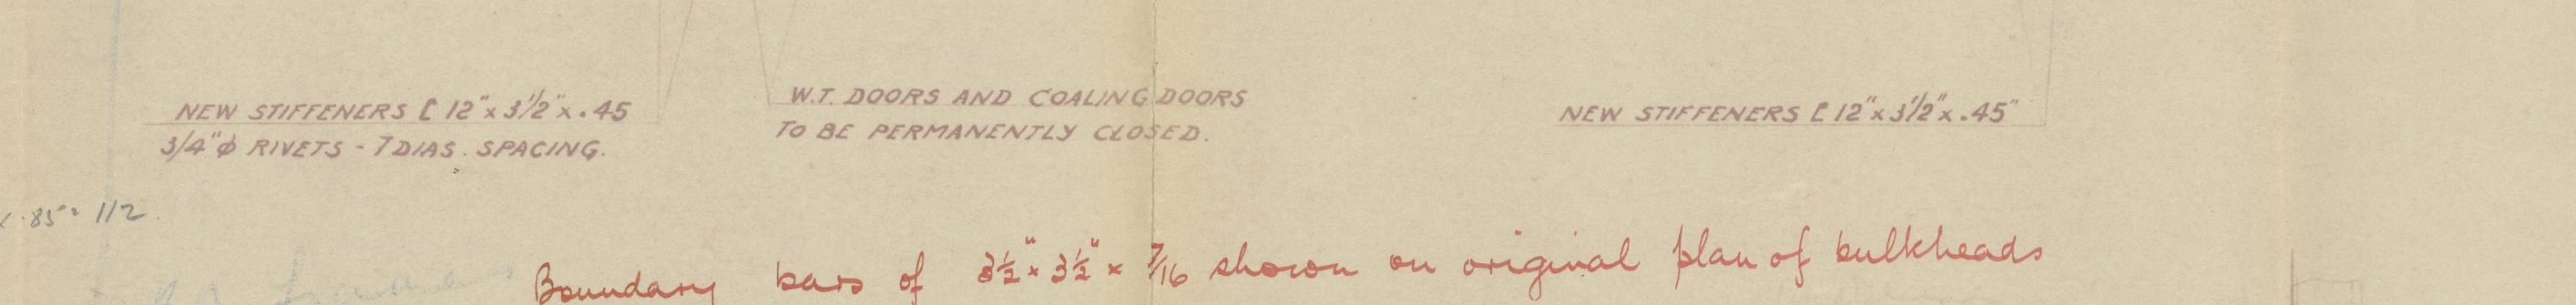 NEW STIFFENERS [ 12" x 3 1/2" x .45
3/4" φ RIVETS - 7 DIAS. SPACING.
W.T. DOORS AND COALING DOORS
TO BE PERMANENTLY CLOSED.
NEW STIFFENERS [ 12" x 3 1/2" x .45"
x .85 = 112
Boundary bars of 3½" x 3½" x 7/16 shown on original plan of bulkheads